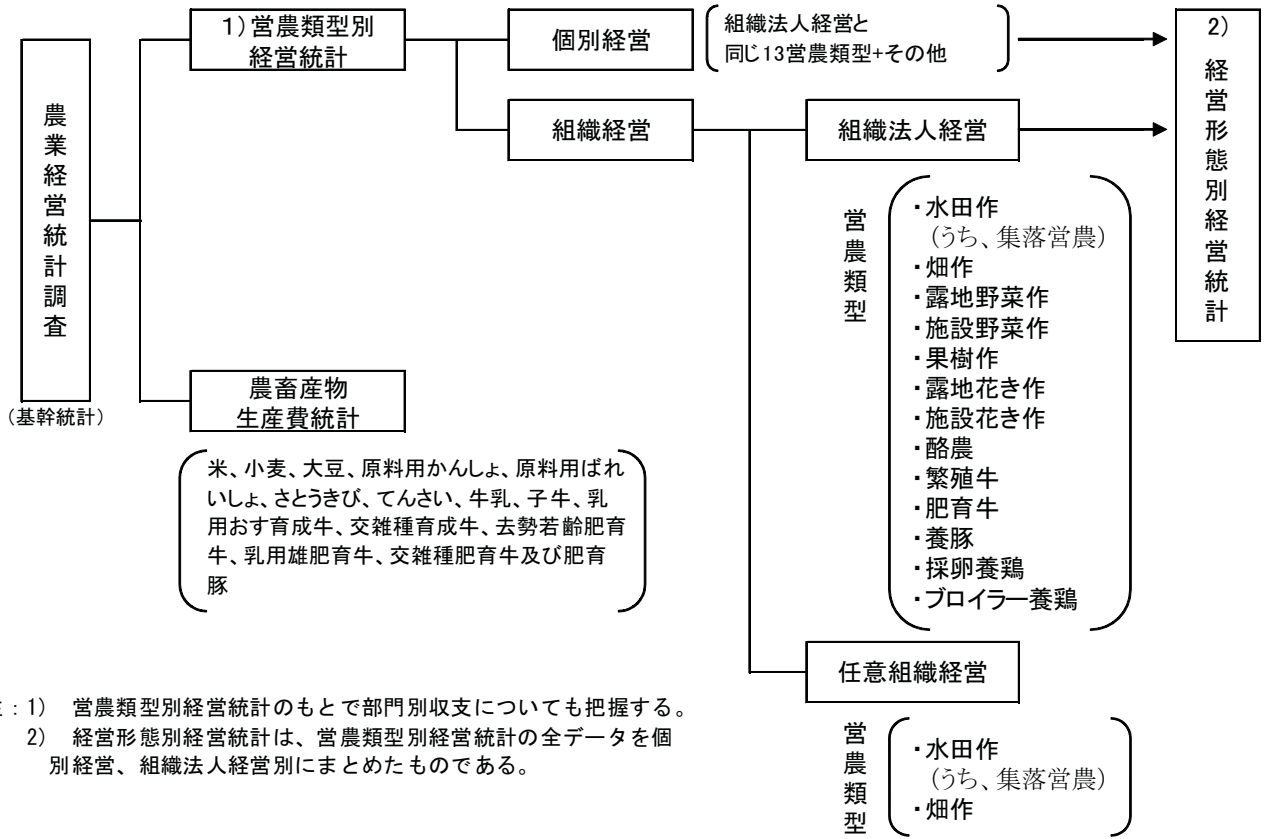 農業経営統計調査
(基幹統計)
1)営農類型別
経営統計
農畜産物
生産費統計
米、小麦、大豆、原料用かんしょ、原料用ばれ
いしょ、さとうきび、てんさい、牛乳、子牛、乳
用おす育成牛、交雑種育成牛、去勢若齢肥育
牛、乳用雄肥育牛、交雑種肥育牛及び肥育
豚
個別経営
組織法人経営と
同じ13営農類型+その他
組織経営
組織法人経営
営農類型
・水田作
(うち、集落営農)
・畑作
・露地野菜作
・施設野菜作
・果樹作
・露地花き作
・施設花き作
・酪農
・繁殖牛
・肥育牛
・養豚
・採卵養鶏
・ブロイラー養鶏
任意組織経営
営農類型
・水田作
(うち、集落営農)
・畑作
2)
経営形態別経営統計
:1) 営農類型別経営統計のもとで部門別収支についても把握する。
2) 経営形態別経営統計は、営農類型別経営統計の全データを個
別経営、組織法人経営別にまとめたものである。